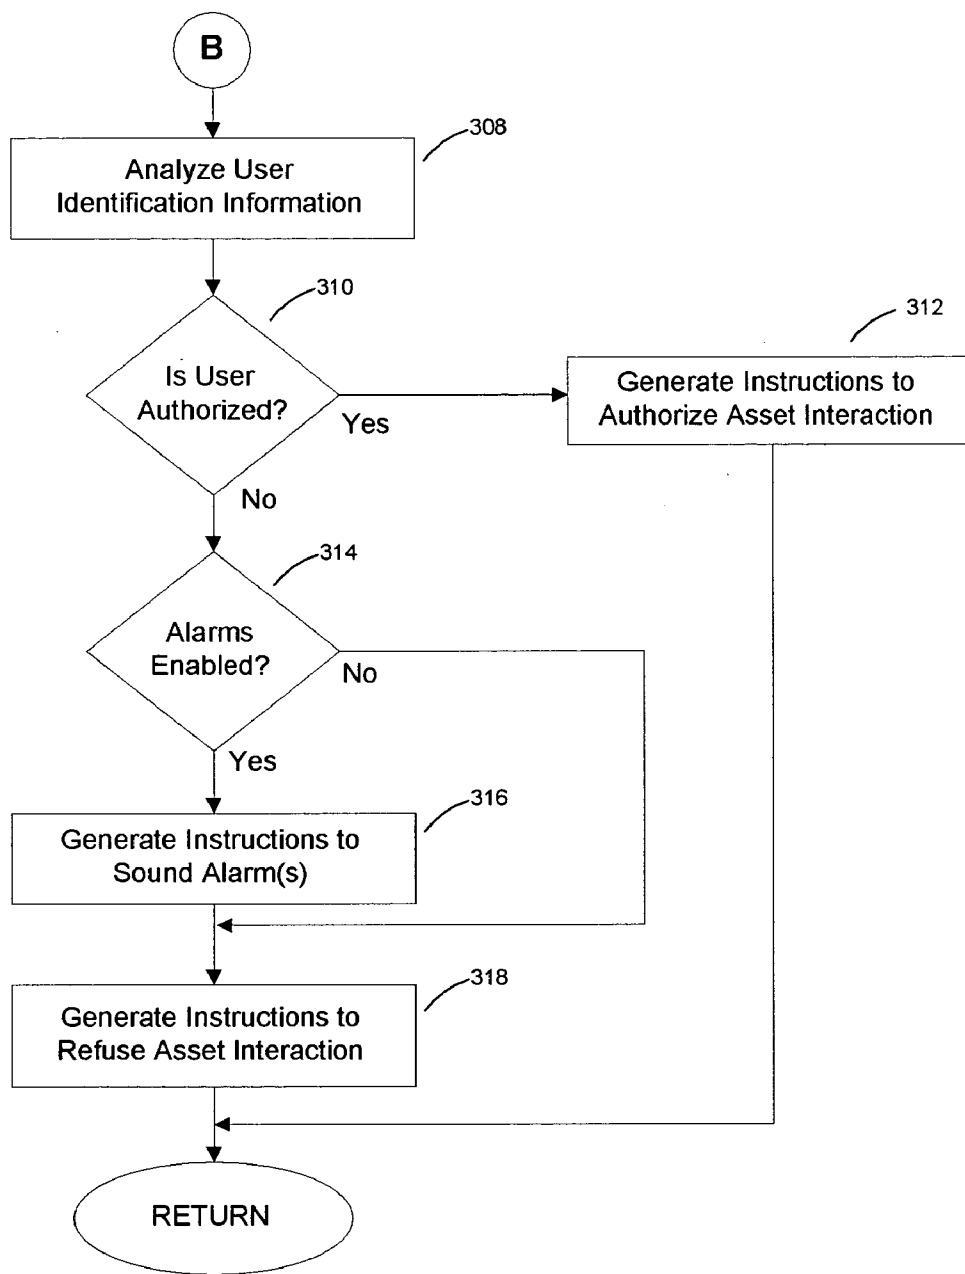 B
308
Analyze User
Identification Information
310
Is User
Authorized?
Yes
No
312
Generate Instructions to
Authorize Asset Interaction
314
Alarms
Enabled?
No
Yes
316
Generate Instructions to
Sound Alarm(s)
318
Generate Instructions to
Refuse Asset Interaction
RETURN